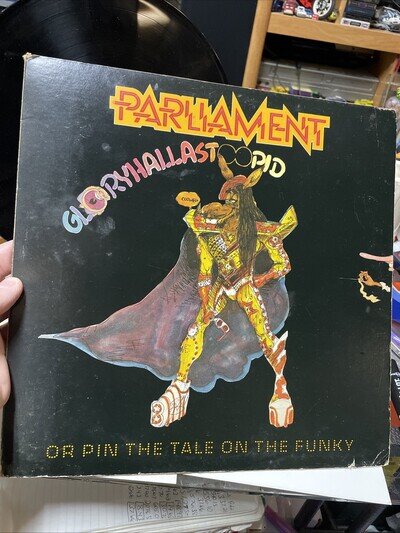 PARLIAMENT
GLORYHALLASTOOPID
OR PIN THE TALE ON THE FUNKY